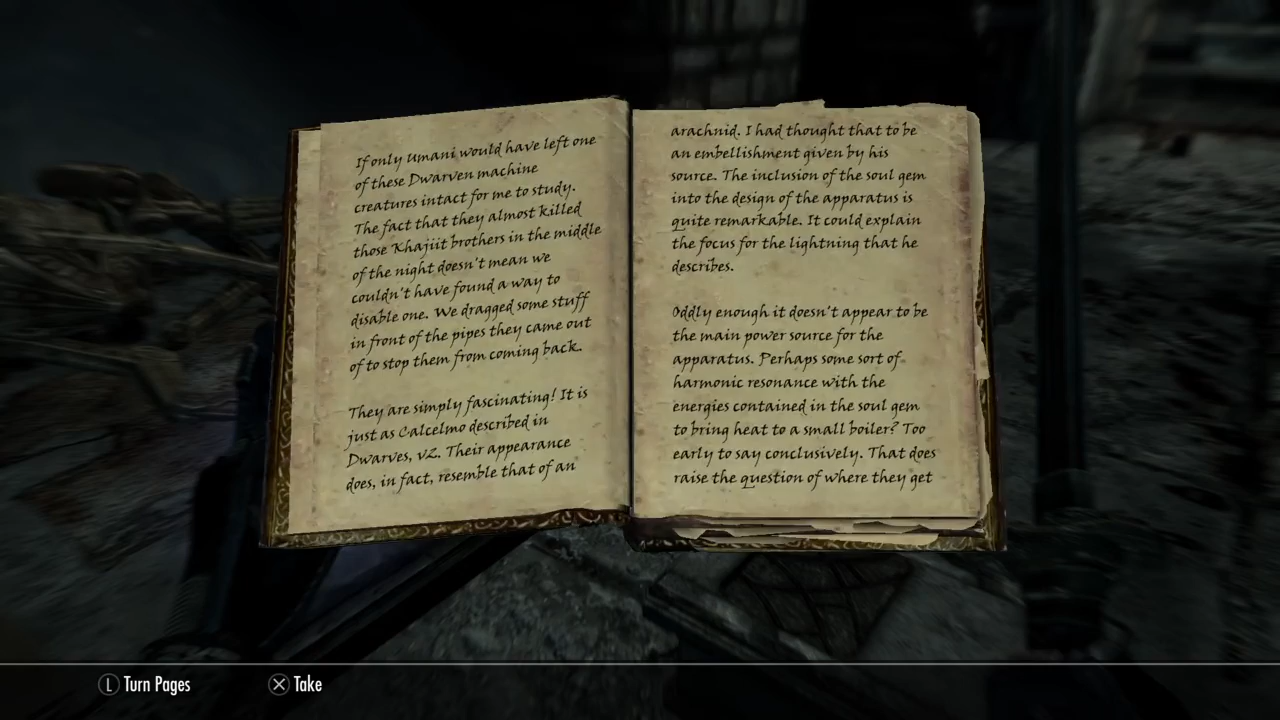 If only Umani would have left one
of these Dwarven machine
creatures intact for me to study.
The fact that they almost killed
those Khajiit brothers in the middle
of the night doesn't mean we
couldn't have found a way to
disable one. We dragged some stuff
in front of the pipes they came out
of to stop them from coming back.
They are simply fascinating! It is
just as Calcelmo described in
Dwarves, v2. Their appearance
does, in fact, resemble that of an
arachnid. I had thought that to be
an embellishment given by his
source. The inclusion of the soul gem
into the design of the apparatus is
quite remarkable. It could explain
the focus for the lightning that he
describes.
Oddly enough it doesn't appear to be
the main power source for the
apparatus. Perhaps some sort of
harmonic resonance with the
energies contained in the soul gem
to bring heat to a small boiler? Too
early to say conclusively. That does
raise the question of where they get
L Turn Pages
X Take